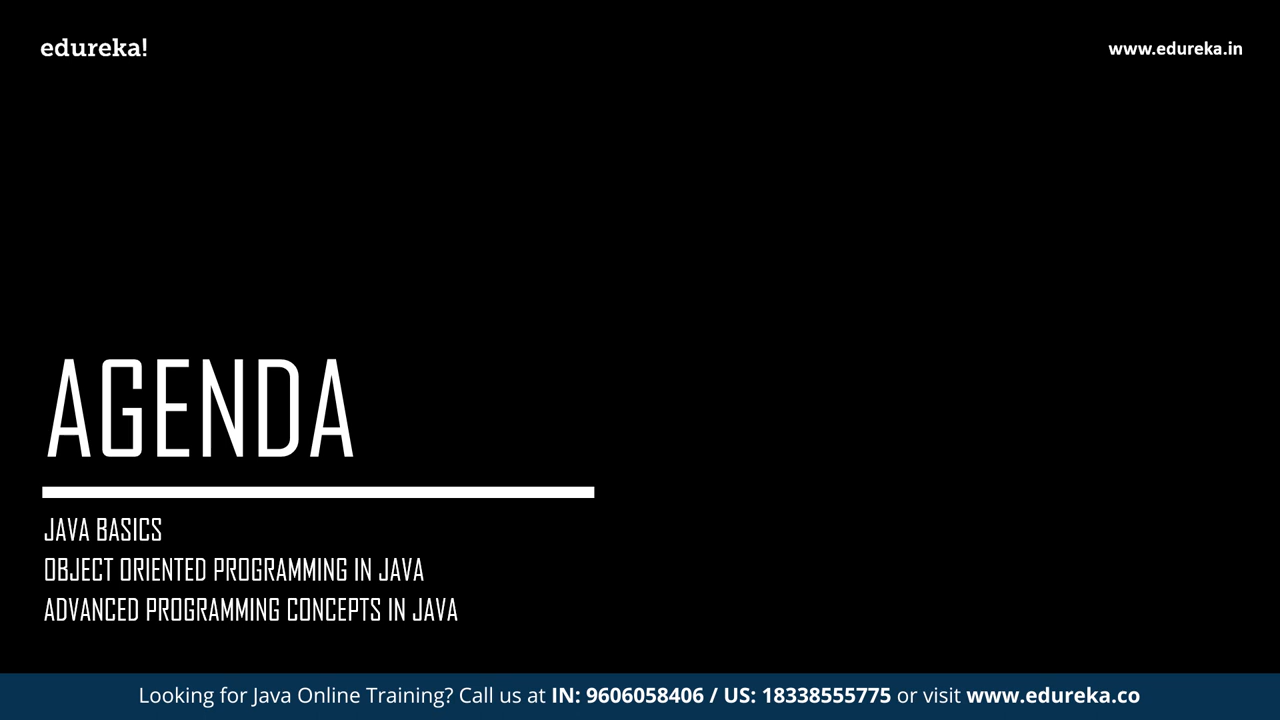 edureka!
www.edureka.in
AGENDA
JAVA BASICS
OBJECT ORIENTED PROGRAMMING IN JAVA
ADVANCED PROGRAMMING CONCEPTS IN JAVA
Looking for Java Online Training? Call us at IN: 9606058406 / US: 18338555775 or visit www.edureka.co